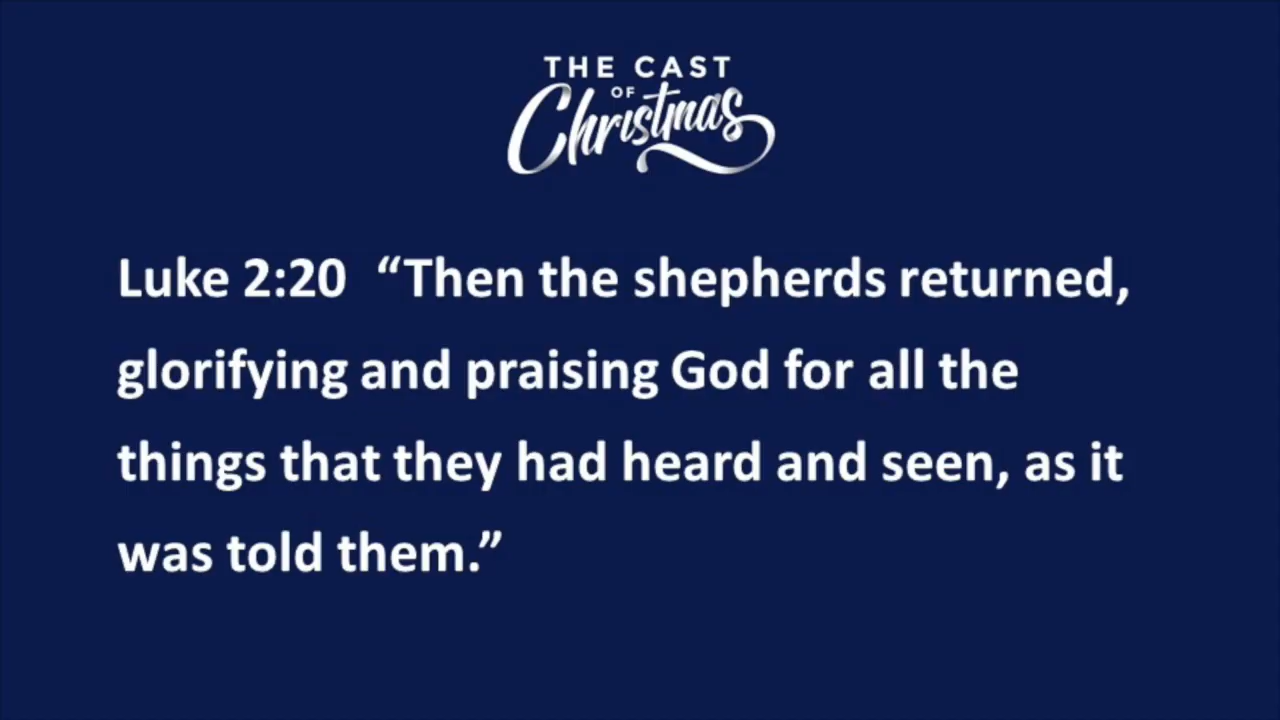 THE CAST
OF
Christmas
Luke 2:20  “Then the shepherds returned,
glorifying and praising God for all the
things that they had heard and seen, as it
was told them.”